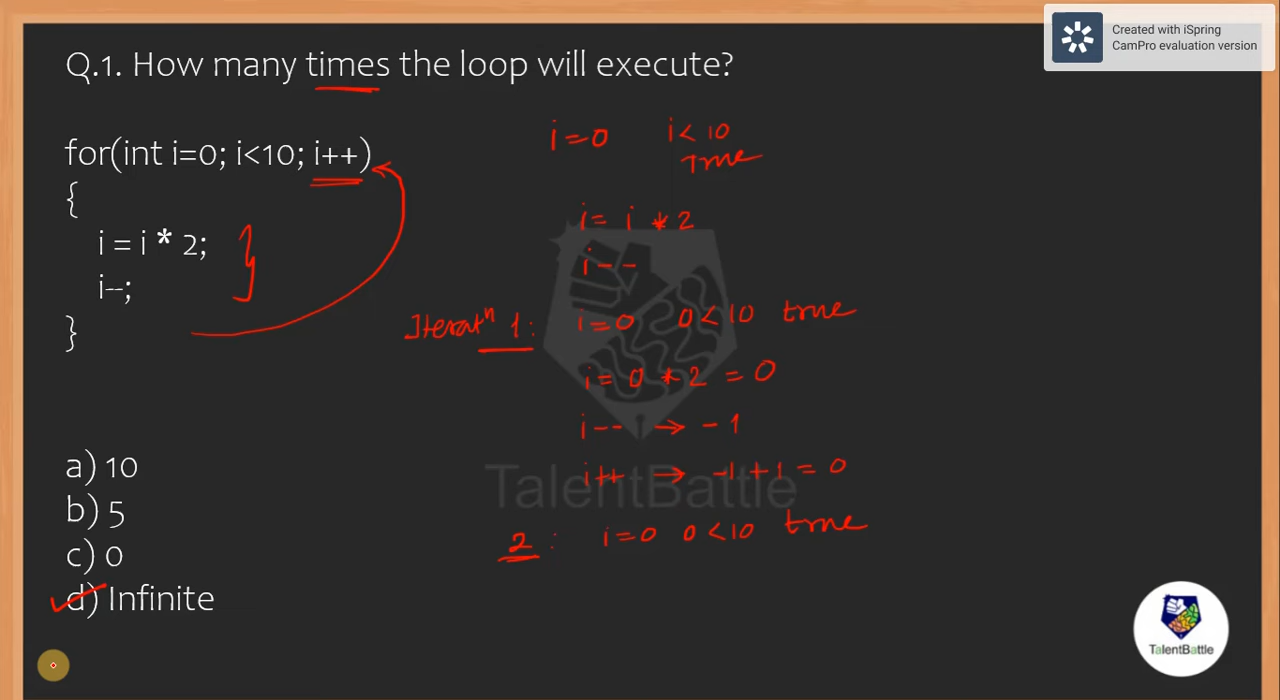 Created with iSpring
CamPro evaluation version
Q.1. How many times the loop will execute?
for(int i=0; i<10; i++)
{
i = i * 2;
i--;
}
a) 10
b) 5
c) 0
d) Infinite
i=0 i<10
True
i= i *2
i--
Iteratⁿ 1: i=0 0<10 true
i= 0 * 2 = 0
i-- → -1
i++ → -1+1=0
2: i=0 0<10 true
TalentBattle
TalentBattle